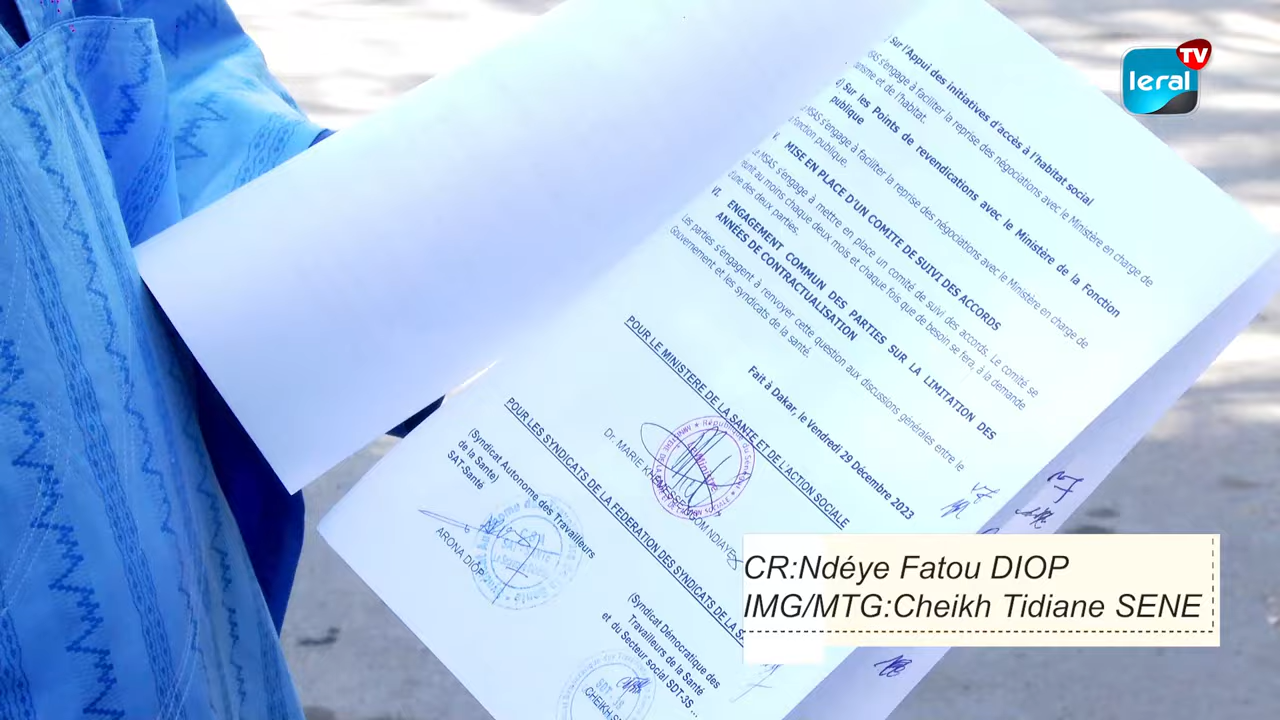 TV
leral
Sur l'Appui des initiatives d'accès à l'habitat social
MSAS s'engage à faciliter la reprise des négociations avec le Ministère en charge de
et de l'habitat.
Sur les Points de revendications avec le Ministère de la Fonction
publique
MSAS s'engage à faciliter la reprise des négociations avec le Ministère en charge de
fonction publique.
V. MISE EN PLACE D'UN COMITE DE SUIVI DES ACCORDS
Le MSAS s'engage à mettre en place un comité de suivi des accords. Le comité se
au moins chaque deux mois et chaque fois que de besoin se fera, à la demande
d'une des deux parties.
VI. ENGAGEMENT COMMUN DES PARTIES SUR LA LIMITATION DES
ANNÉES DE CONTRACTUALISATION
Les parties s'engagent à renvoyer cette question aux discussions générales entre le
Gouvernement et les syndicats de la santé.
Fait à Dakar, le Vendredi 29 Décembre 2023
POUR LE MINISTERE DE LA SANTE ET DE L'ACTION SOCIALE
Dr. MARIE NDAYE
POUR LES SYNDICATS DE LA FEDERATION DES SYNDICATS DE LA
(Syndicat Autonome des Travailleurs
de la Santé)
SAT-Santé
ARONA DIOP
(Syndicat Démocratique des
Travailleurs de la Santé
et du Secteur social SDT-3S
CR:Ndéye Fatou DIOP
IMG/MTG:Cheikh Tidiane SENE